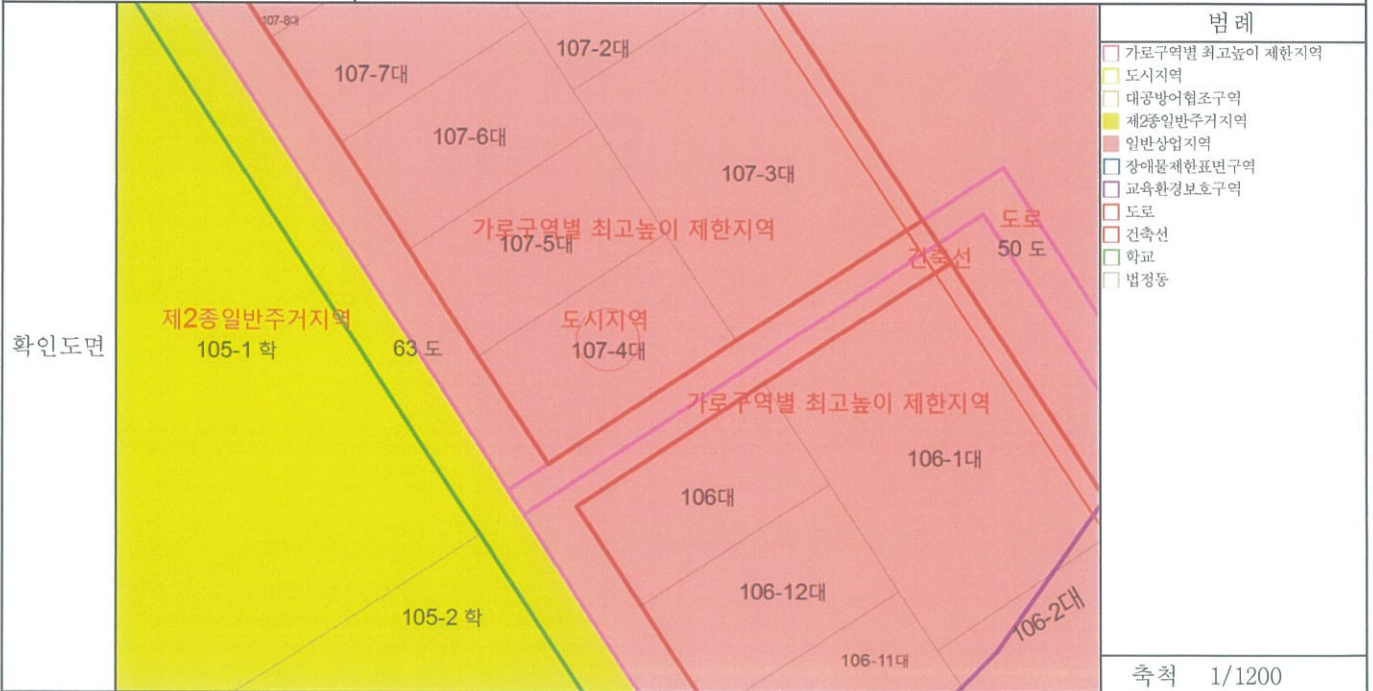 확인도면
107-8대
107-7대
107-2대
107-6대
107-3대
가로구역별 최고높이 제한지역
107-5대
도로
건축선
50 도
제2종일반주거지역
105-1 학
63 도
도시지역
107-4대
가로구역별 최고높이 제한지역
106-1대
106대
106-12대
105-2 학
106-2대
106-11대
범례
가로구역별 최고높이 제한지역
도시지역
대공방어협조구역
제2종일반주거지역
일반상업지역
장애물제한표면구역
교육환경보호구역
도로
건축선
학교
법정동
축척 1/1200